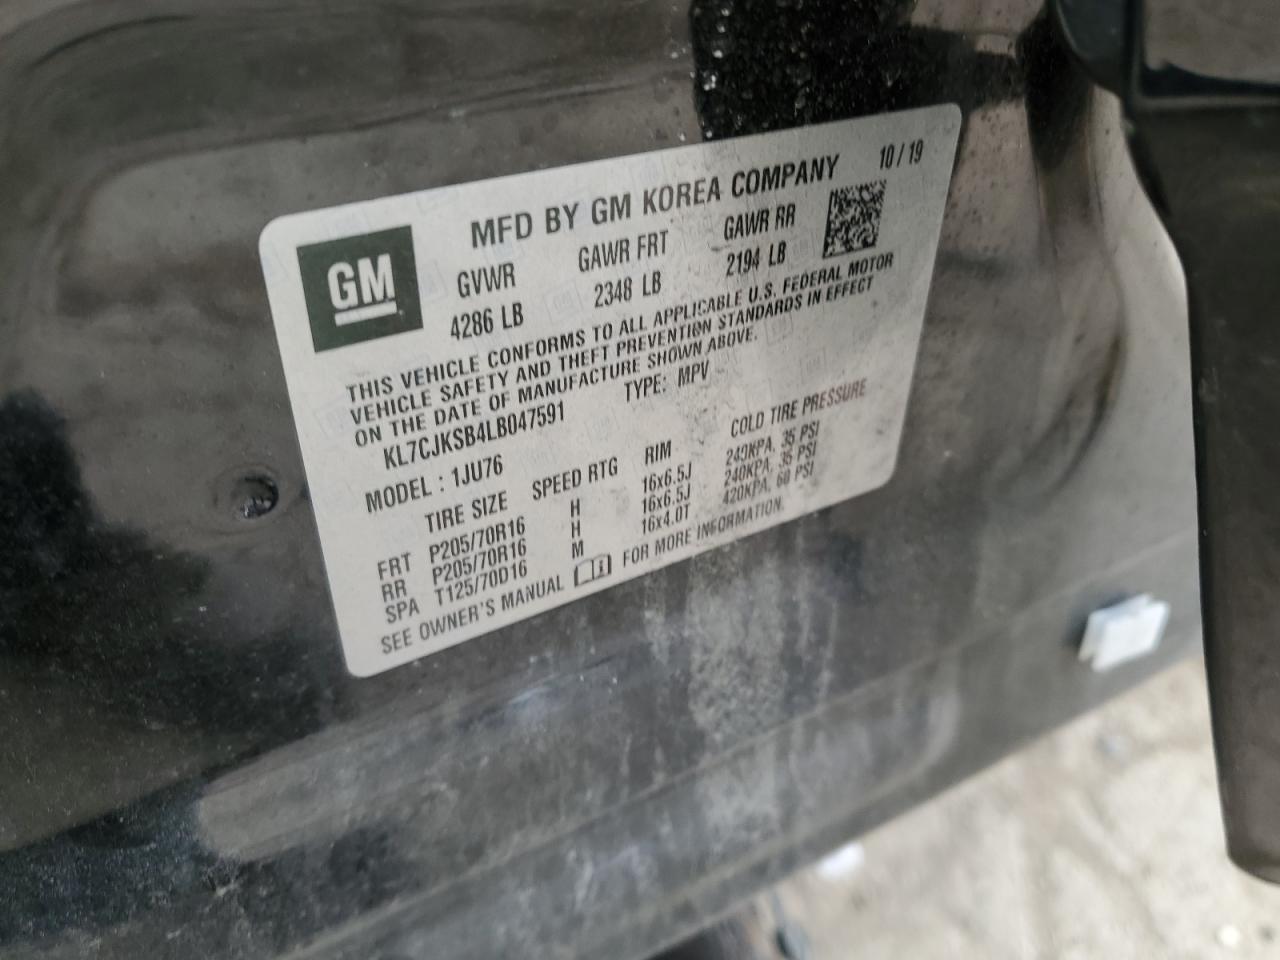 MFD BY GM KOREA COMPANY 10/19
GM
GVWR GAWR FRT GAWR RR
4286 LB 2348 LB 2194 LB
THIS VEHICLE CONFORMS TO ALL APPLICABLE U.S. FEDERAL MOTOR
VEHICLE SAFETY AND THEFT PREVENTION STANDARDS IN EFFECT
ON THE DATE OF MANUFACTURE SHOWN ABOVE.
KL7CJKSB4LB047591 TYPE: MPV
MODEL : 1JU76
TIRE SIZE SPEED RTG RIM COLD TIRE PRESSURE
FRT P205/70R16 H 16x6.5J 240KPA, 35 PSI
RR P205/70R16 H 16x6.5J 240KPA, 35 PSI
SPA T125/70D16 M 16x4.0T 420KPA, 60 PSI
SEE OWNER'S MANUAL FOR MORE INFORMATION.